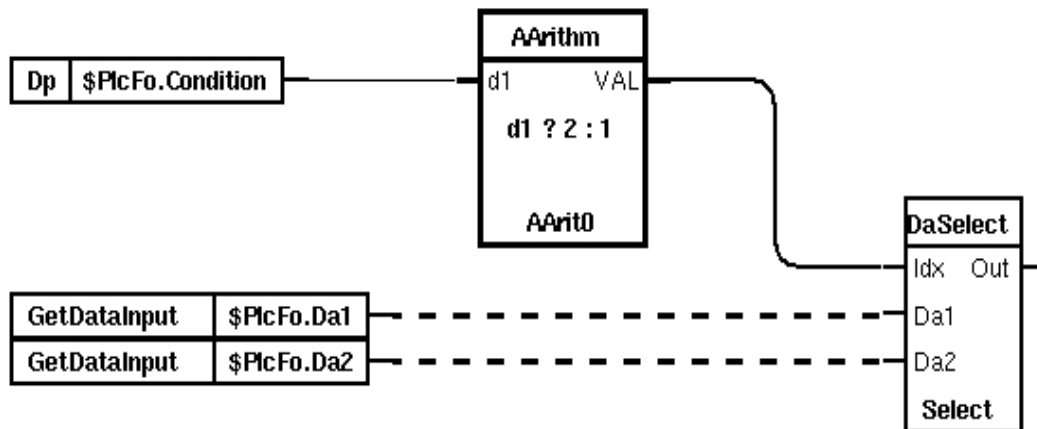 AArithm
Dp $PlcFo.Condition d1 VAL
d1 ? 2 : 1
AArit0
DaSelect
Idx Out
GetDataInput $PlcFo.Da1 Da1
GetDataInput $PlcFo.Da2 Da2
Select